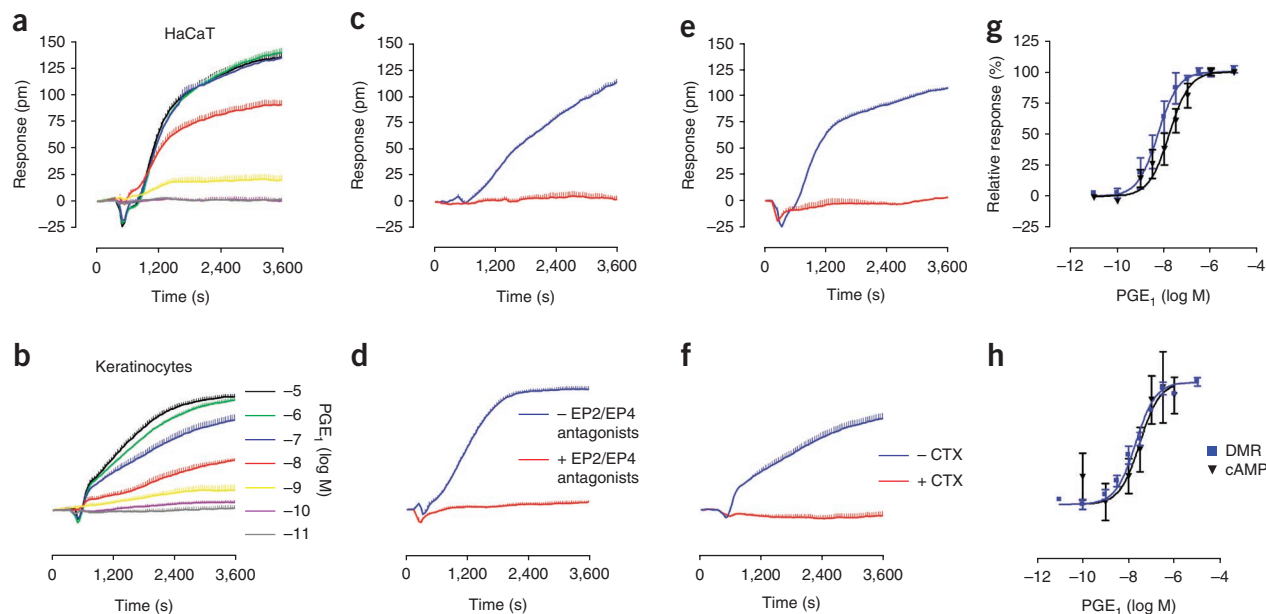 a
HaCaT
150
125
100
75
50
25
0
−25
Response (pm)
0
1,200
2,400
3,600
Time (s)
c
150
125
100
75
50
25
0
−25
Response (pm)
0
1,200
2,400
3,600
Time (s)
e
150
125
100
75
50
25
0
−25
Response (pm)
0
1,200
2,400
3,600
Time (s)
g
125
100
75
50
25
0
−25
Relative response (%)
−12
−10
−8
−6
−4
PGE1 (log M)
b
Keratinocytes
−5
−6
−7
−8
−9
−10
−11
PGE1 (log M)
0
1,200
2,400
3,600
Time (s)
d
− EP2/EP4
antagonists
+ EP2/EP4
antagonists
0
1,200
2,400
3,600
Time (s)
f
− CTX
+ CTX
0
1,200
2,400
3,600
Time (s)
h
DMR
cAMP
−12
−10
−8
−6
−4
PGE1 (log M)